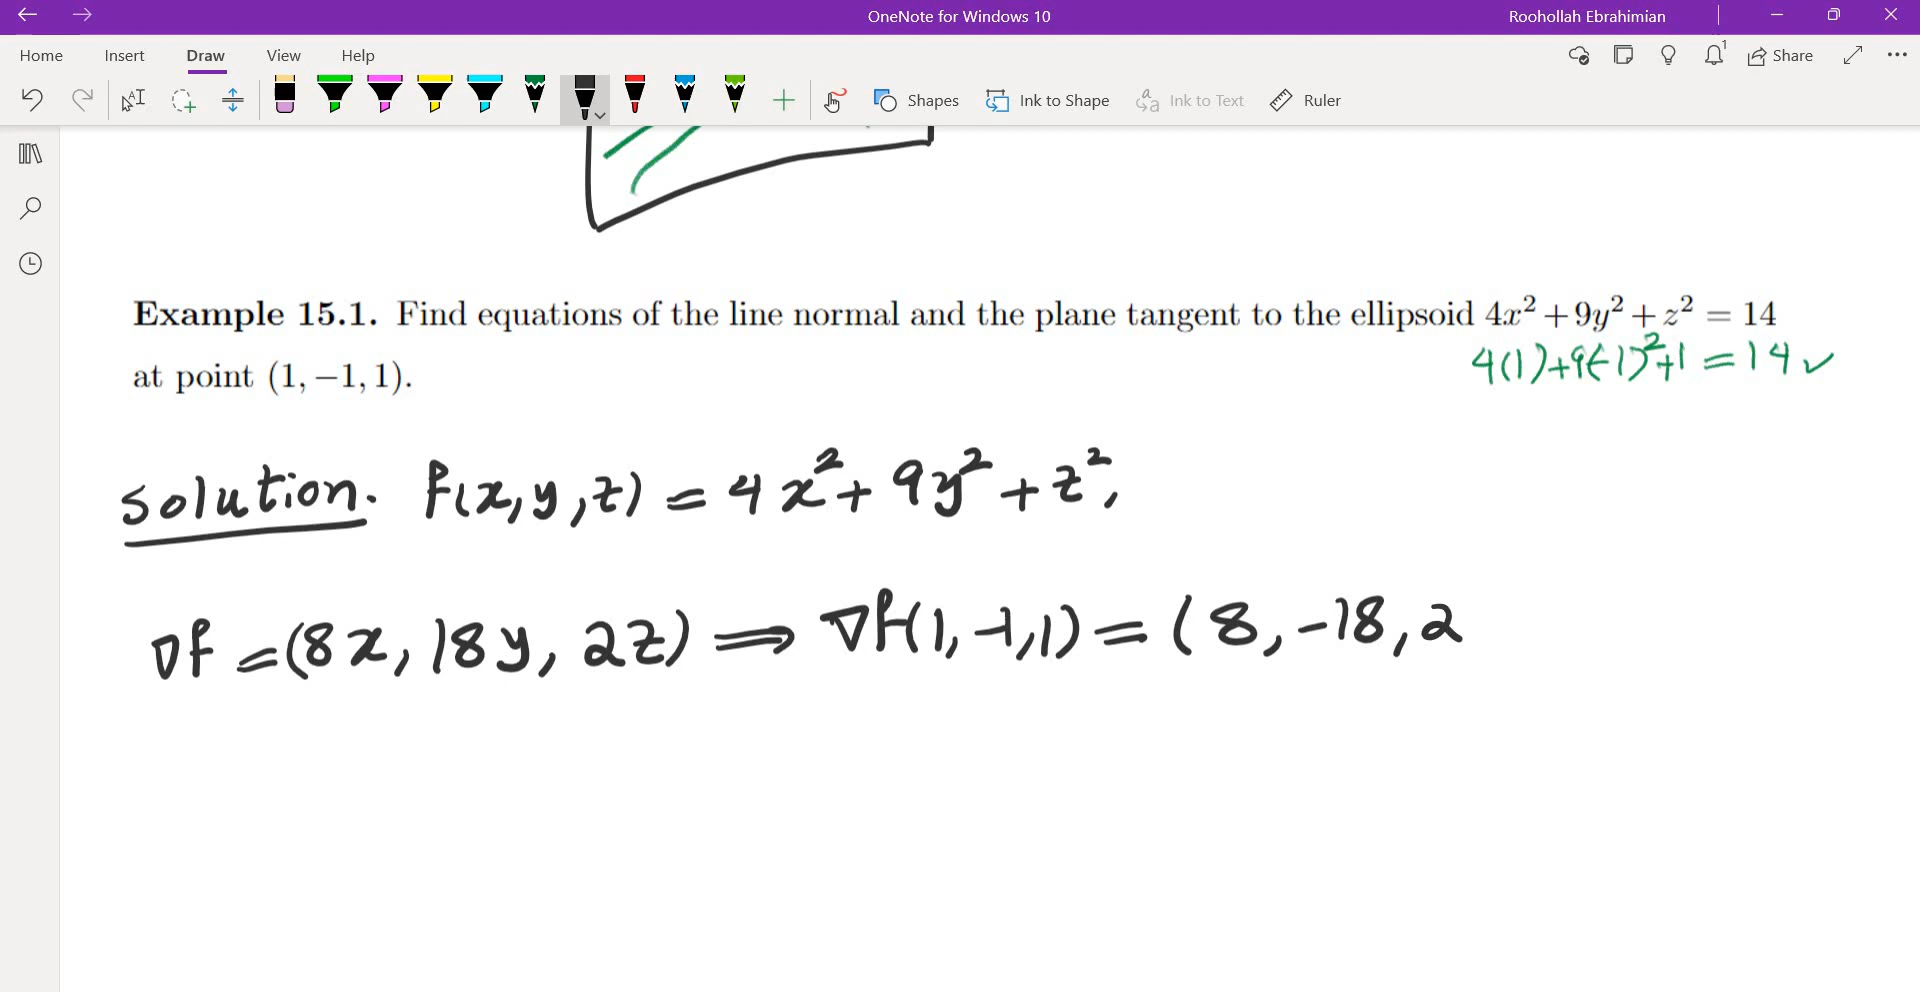 OneNote for Windows 10
Roohollah Ebrahimian
Home Insert Draw View Help
1 Share
Shapes Ink to Shape Ink to Text Ruler
Example 15.1. Find equations of the line normal and the plane tangent to the ellipsoid 4x² + 9y² + z² = 14
at point (1, −1, 1).
4(1)+9(-1)²+1 = 14 ✓
Solution. f(x,y,z) = 4x² + 9y² + z²,
∇f = (8x, 18y, 2z) ⟹ ∇f(1,-1,1) = (8, -18, 2